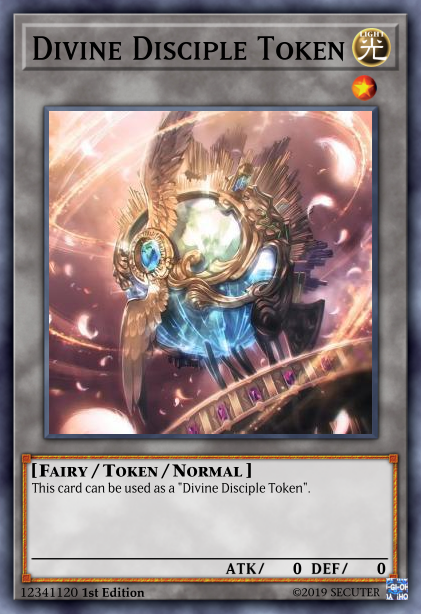 DIVINE DISCIPLE TOKEN
LIGHT
光
[FAIRY/TOKEN/NORMAL]
This card can be used as a "Divine Disciple Token".
ATK/ 0 DEF/ 0
12341120 1st Edition ©2019 SECUTER